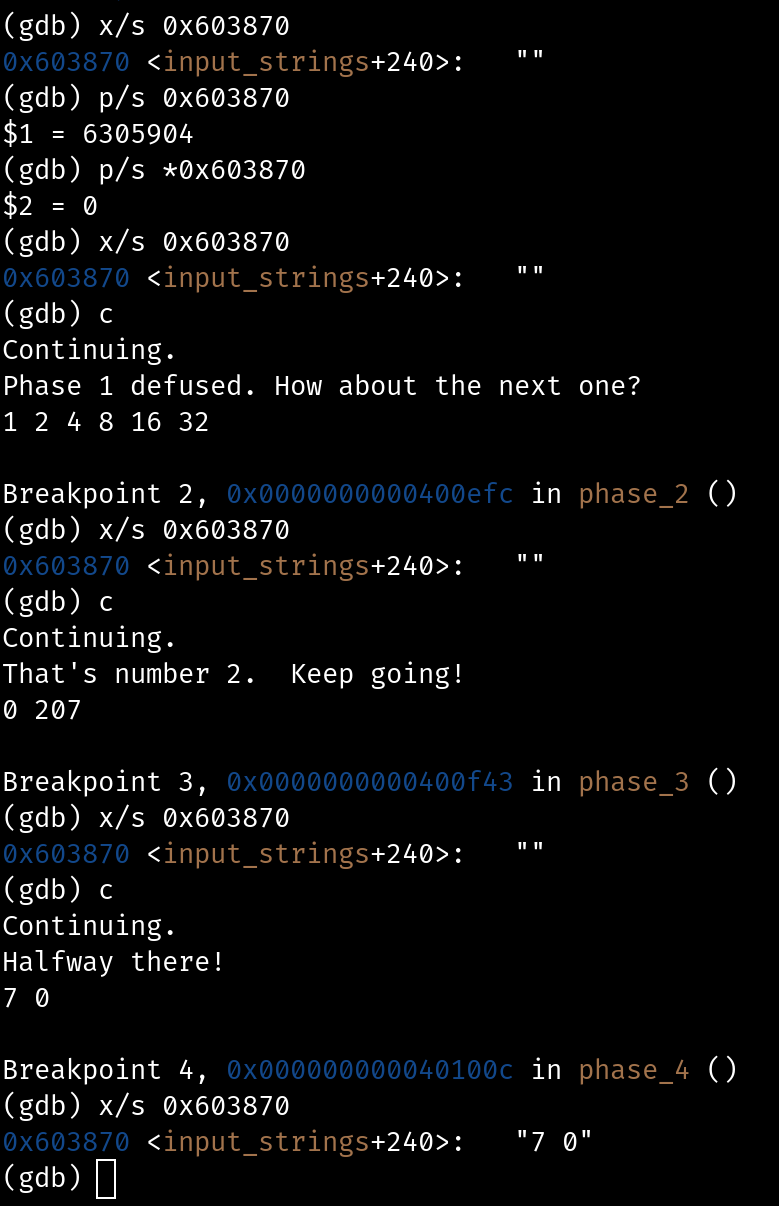 (gdb) x/s 0x603870
0x603870 <input_strings+240>:   ""
(gdb) p/s 0x603870
$1 = 6305904
(gdb) p/s *0x603870
$2 = 0
(gdb) x/s 0x603870
0x603870 <input_strings+240>:   ""
(gdb) c
Continuing.
Phase 1 defused. How about the next one?
1 2 4 8 16 32

Breakpoint 2, 0x0000000000400efc in phase_2 ()
(gdb) x/s 0x603870
0x603870 <input_strings+240>:   ""
(gdb) c
Continuing.
That's number 2.  Keep going!
0 207

Breakpoint 3, 0x0000000000400f43 in phase_3 ()
(gdb) x/s 0x603870
0x603870 <input_strings+240>:   ""
(gdb) c
Continuing.
Halfway there!
7 0

Breakpoint 4, 0x000000000040100c in phase_4 ()
(gdb) x/s 0x603870
0x603870 <input_strings+240>:   "7 0"
(gdb)